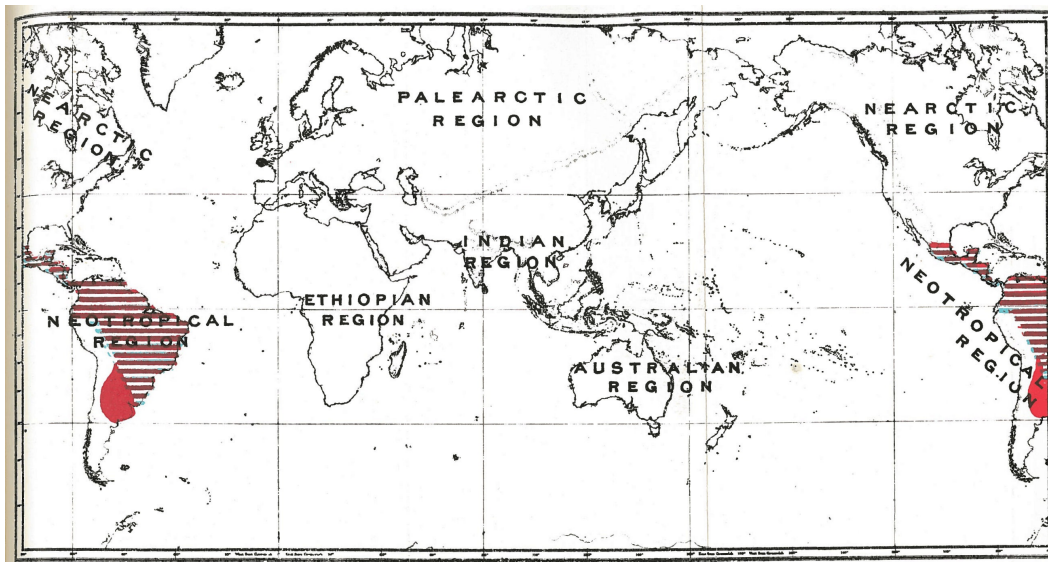 NEARCTIC
REGION
PALEARCTIC
REGION
NEARCTIC
REGION
INDIAN
REGION
ETHIOPIAN
REGION
NEOTROPICAL
REGION
NEOTROPICAL
REGION
AUSTRALIAN
REGION